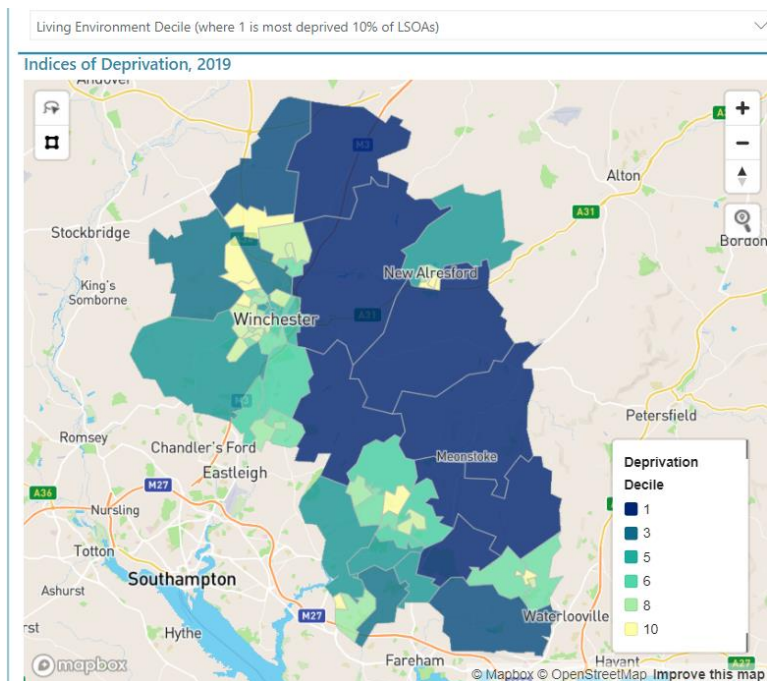 Living Environment Decile (where 1 is most deprived 10% of LSOAs)
Indices of Deprivation, 2019
Andover
M3
Alton
A31
Stockbridge
Bordon
New Alresford
King's
Somborne
Winchester
A31
M3
Petersfield
Romsey
Chandler's Ford
Meonstoke
Eastleigh
M27
A36
Nursling
Totton
Southampton
Ashurst
M27
Waterlooville
Hythe
Fareham
Havant
A27
Deprivation
Decile
1
3
5
6
8
10
mapbox
© Mapbox © OpenStreetMap Improve this map